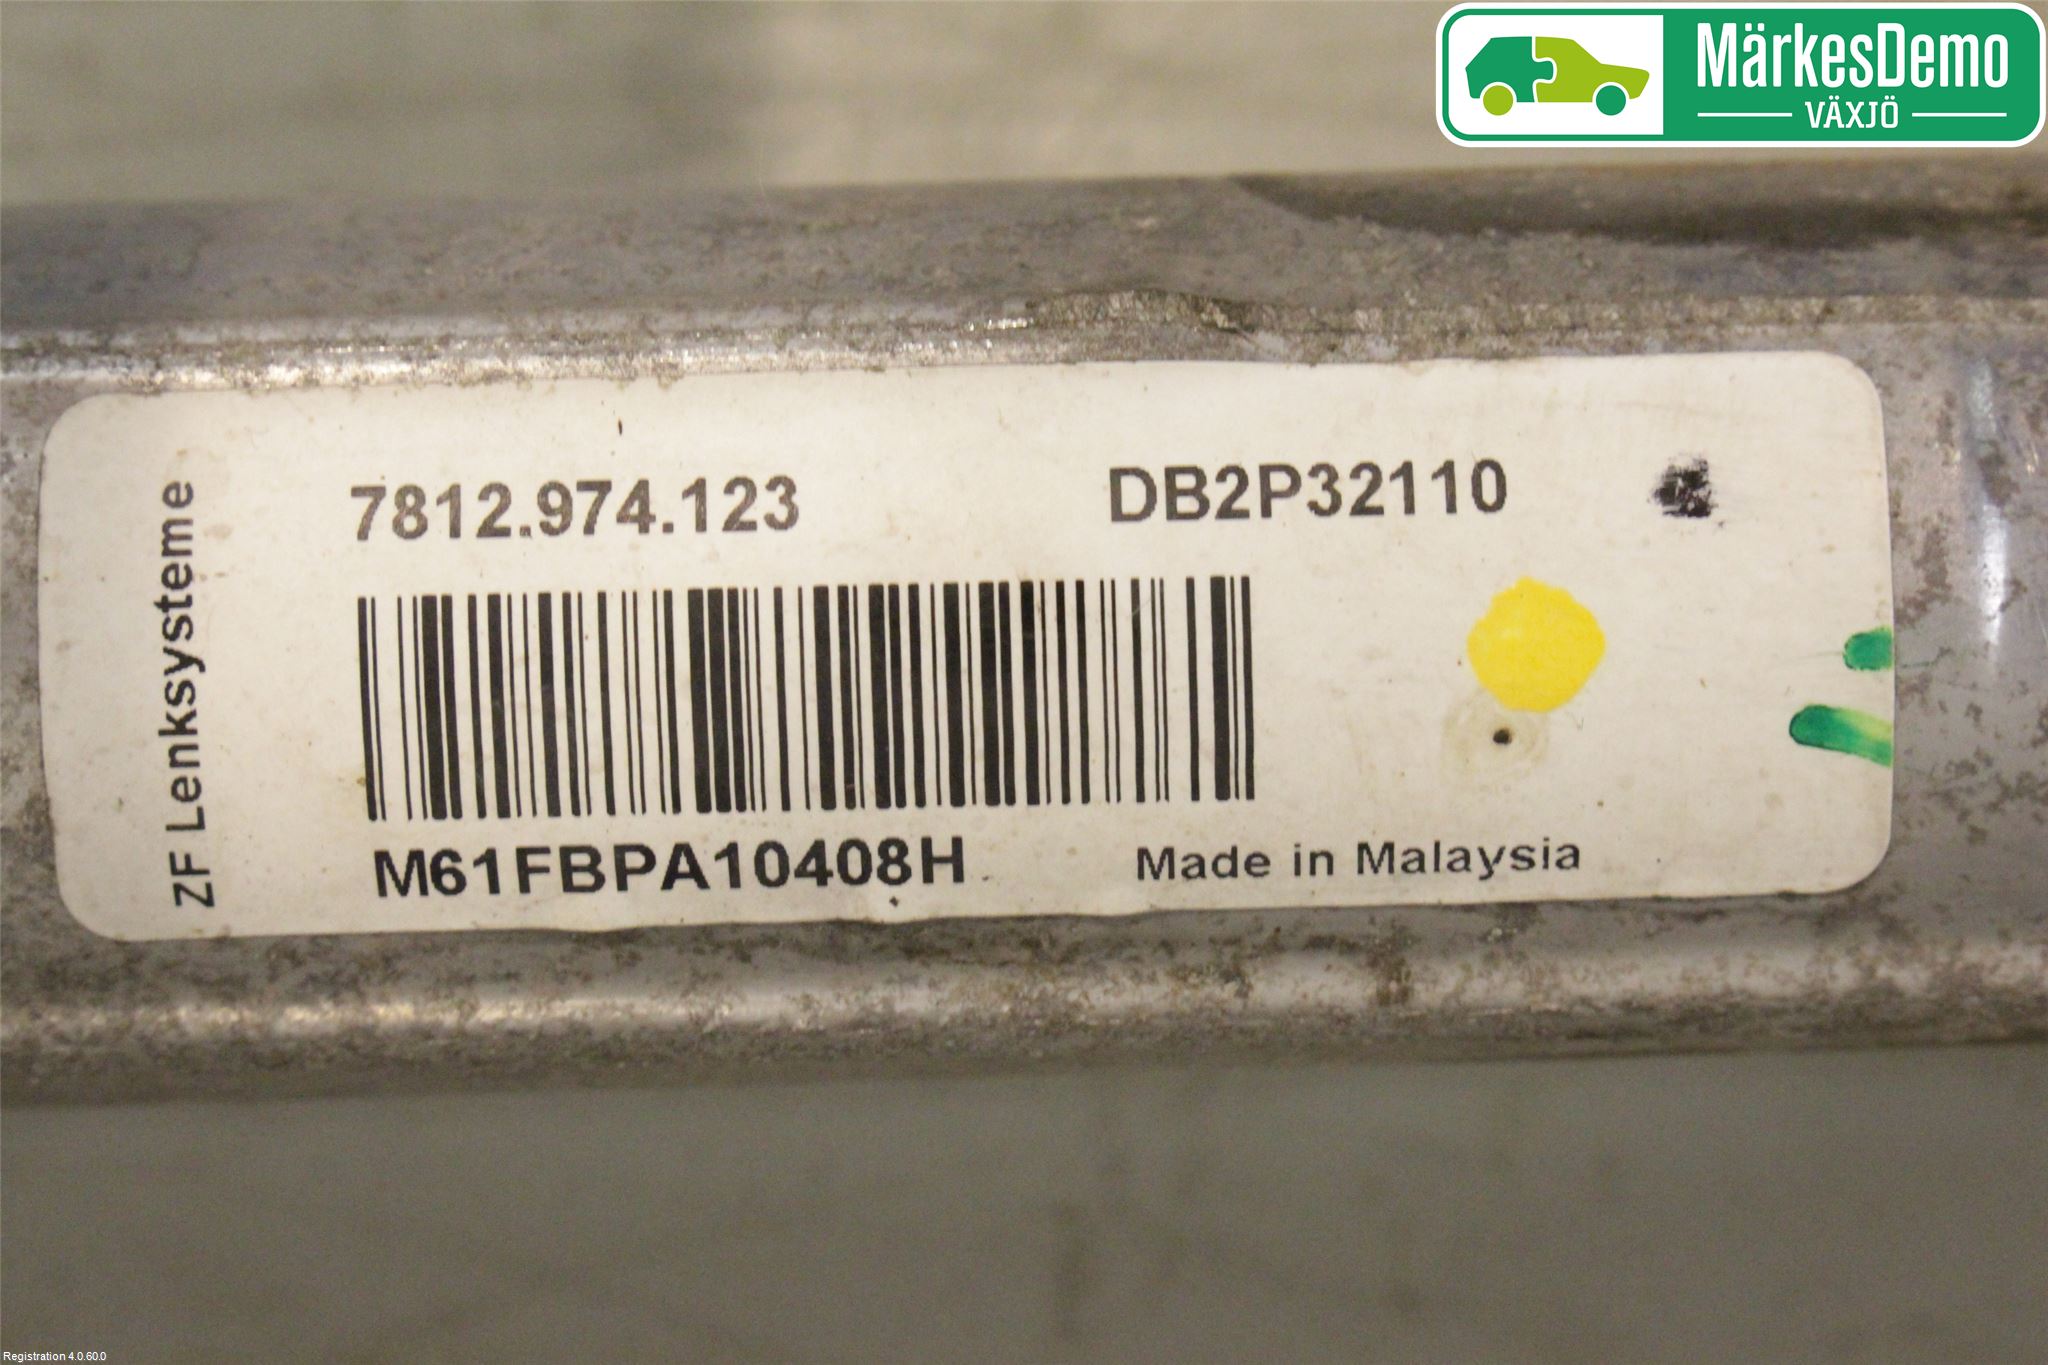 MärkesDemo
VÄXJÖ
ZF Lenksysteme
7812.974.123
DB2P32110
M61FBPA10408H
Made in Malaysia
Registration 4.0.60.0